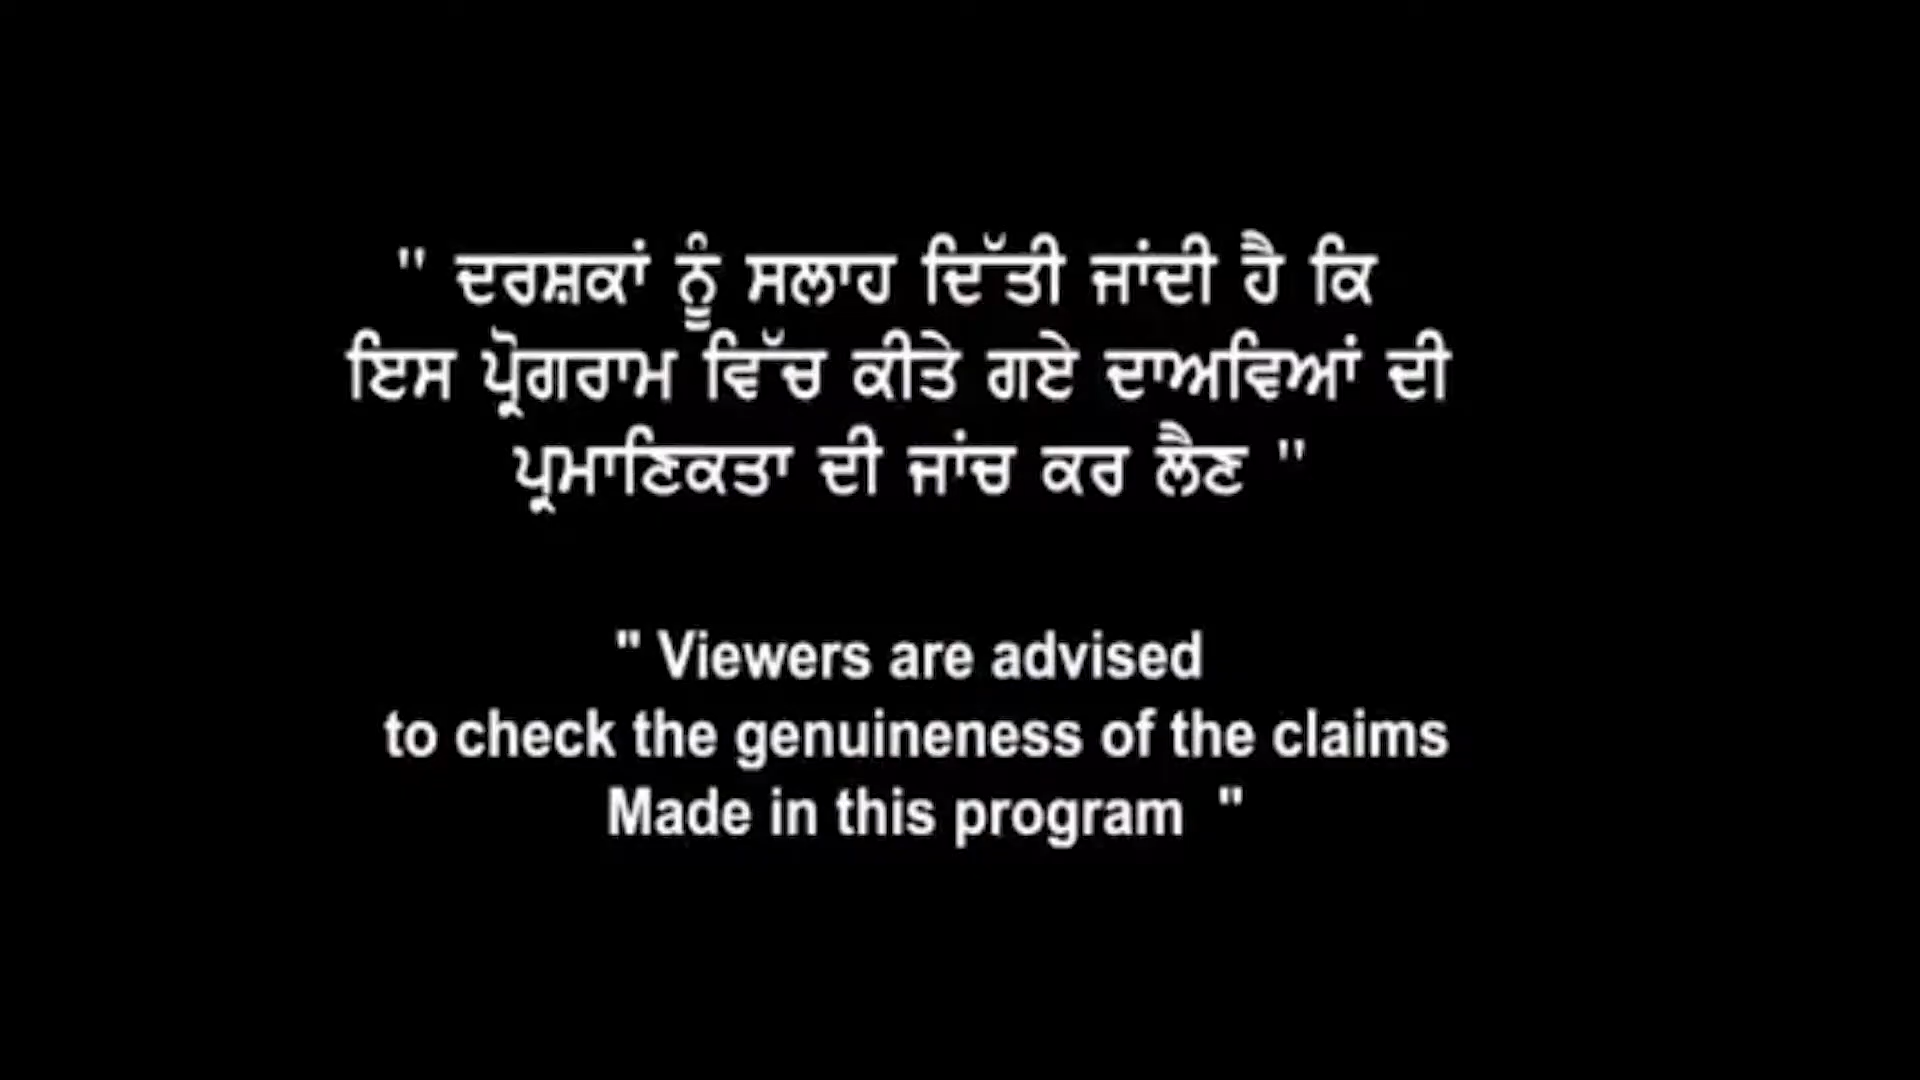 " ਦਰਸ਼ਕਾਂ ਨੂੰ ਸਲਾਹ ਦਿੱਤੀ ਜਾਂਦੀ ਹੈ ਕਿ
ਇਸ ਪ੍ਰੋਗਰਾਮ ਵਿੱਚ ਕੀਤੇ ਗਏ ਦਾਅਵਿਆਂ ਦੀ
ਪ੍ਰਮਾਣਿਕਤਾ ਦੀ ਜਾਂਚ ਕਰ ਲੈਣ "
" Viewers are advised
to check the genuineness of the claims
Made in this program "